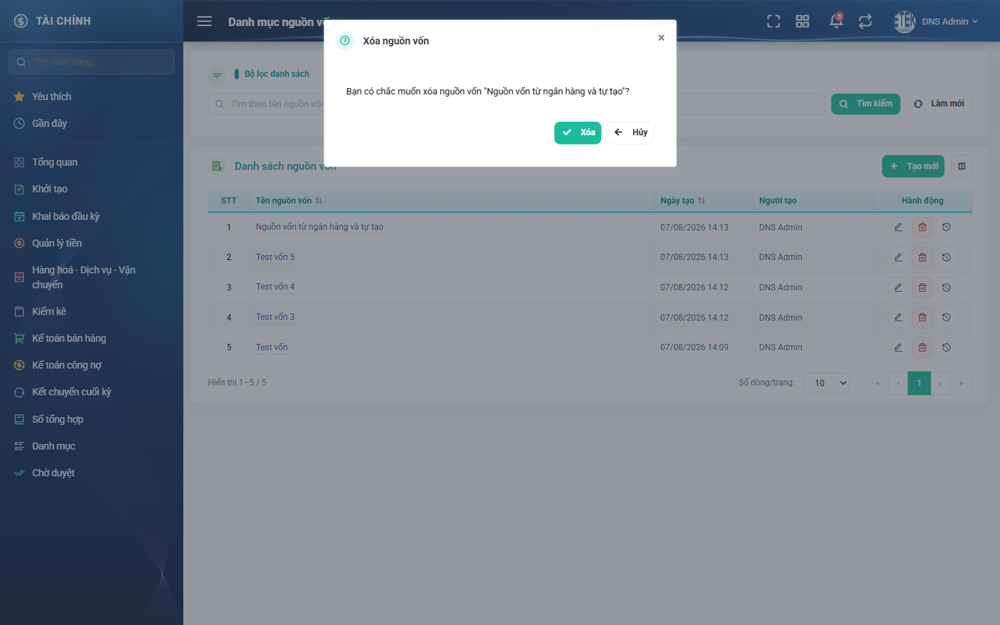 TÀI CHÍNH
Danh mục nguồn vố
5
DNS Admin
Tìm chức năng...
Yêu thích
Gần đây
Tổng quan
Khởi tạo
Khai báo đầu kỳ
Quản lý tiền
Hàng hoá - Dịch vụ - Vận
chuyển
Kiểm kê
Kế toán bán hàng
Kế toán công nợ
Kết chuyển cuối kỳ
Sổ tổng hợp
Danh mục
Chờ duyệt
Xóa nguồn vốn
×
Bạn có chắc muốn xóa nguồn vốn "Nguồn vốn từ ngân hàng và tự tạo"?
Xóa
Hủy
Bộ lọc danh sách
Tìm theo tên nguồn vốn
Tìm kiếm
Làm mới
Danh sách nguồn vốn
Tạo mới
STT Tên nguồn vốn Ngày tạo Người tạo Hành động
1 Nguồn vốn từ ngân hàng và tự tạo 07/08/2026 14:13 DNS Admin
2 Test vốn 5 07/08/2026 14:13 DNS Admin
3 Test vốn 4 07/08/2026 14:12 DNS Admin
4 Test vốn 3 07/08/2026 14:12 DNS Admin
5 Test vốn 07/08/2026 14:09 DNS Admin
Hiển thị 1–5 / 5
Số dòng/trang: 10 « ‹ 1 › »